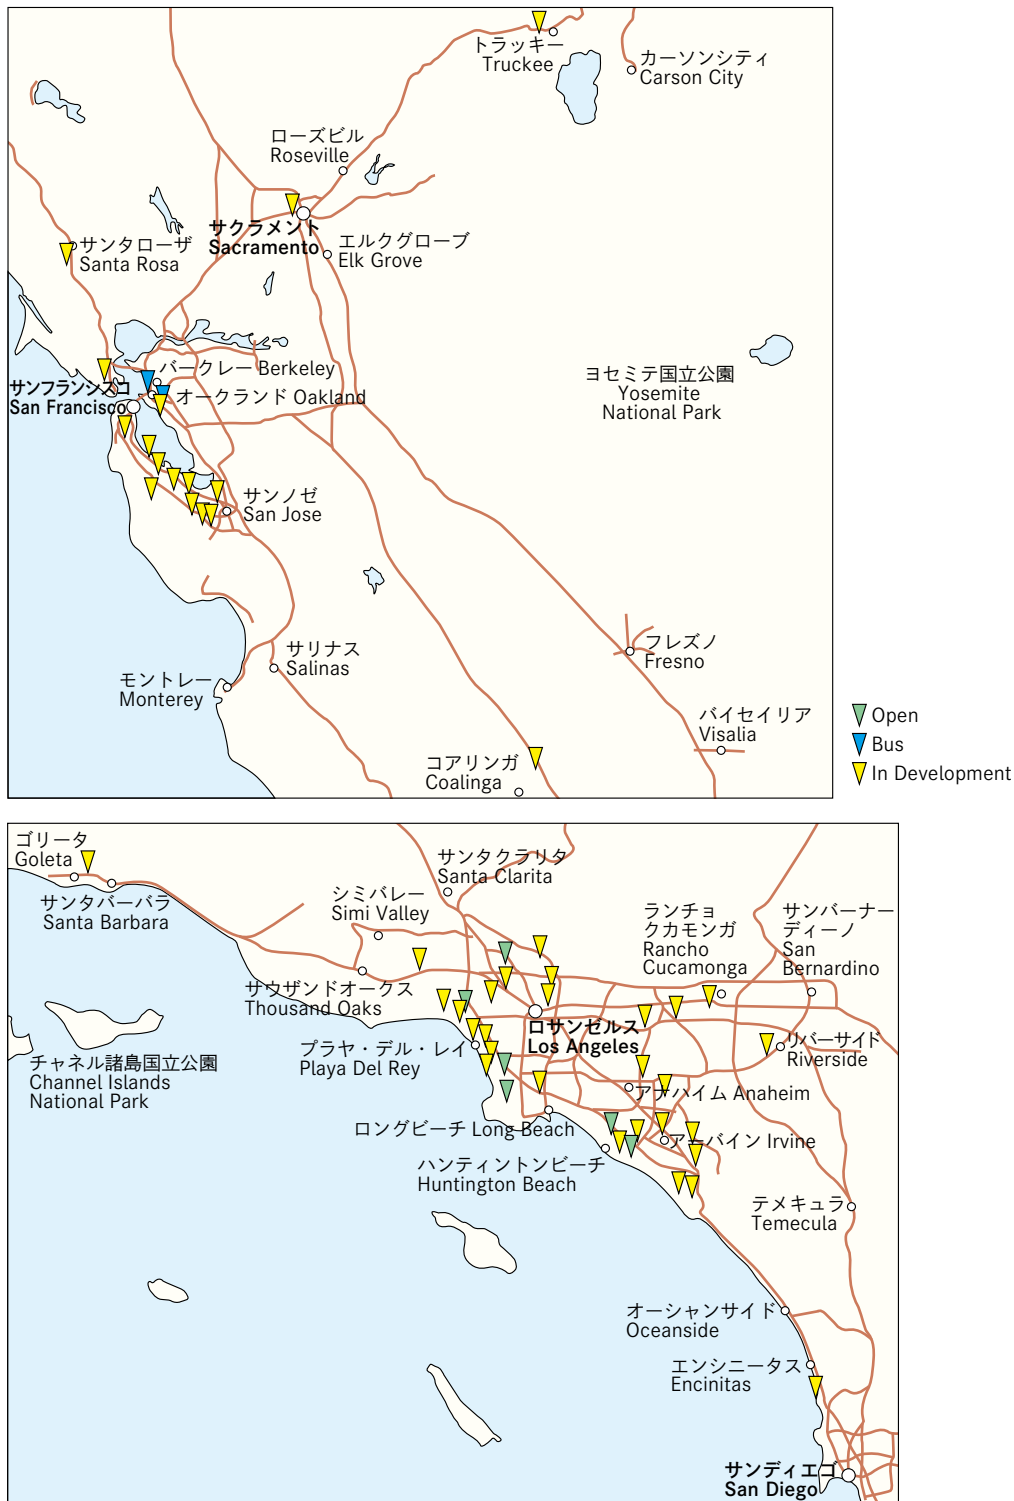 トラッキー
Truckee
カーソンシティ
Carson City
ローズビル
Roseville
サクラメント
Sacramento
エルクグローブ
Elk Grove
サンタローザ
Santa Rosa
バークレー Berkeley
オークランド Oakland
サンフランシスコ
San Francisco
ヨセミテ国立公園
Yosemite
National Park
サンノゼ
San Jose
サリナス
Salinas
モントレー
Monterey
フレズノ
Fresno
バイセイリア
Visalia
コアリンガ
Coalinga
Open
Bus
In Development
ゴリータ
Goleta
サンタバーバラ
Santa Barbara
シミバレー
Simi Valley
サンタクラリタ
Santa Clarita
ランチョ
クカモンガ
Rancho
Cucamonga
サンバーナー
ディーノ
San
Bernardino
サウザンドオークス
Thousand Oaks
ロサンゼルス
Los Angeles
プラヤ・デル・レイ
Playa Del Rey
リバーサイド
Riverside
チャネル諸島国立公園
Channel Islands
National Park
アナハイム Anaheim
ロングビーチ Long Beach
アーバイン Irvine
ハンティントンビーチ
Huntington Beach
テメキュラ
Temecula
オーシャンサイド
Oceanside
エンシニータス
Encinitas
サンディエゴ
San Diego